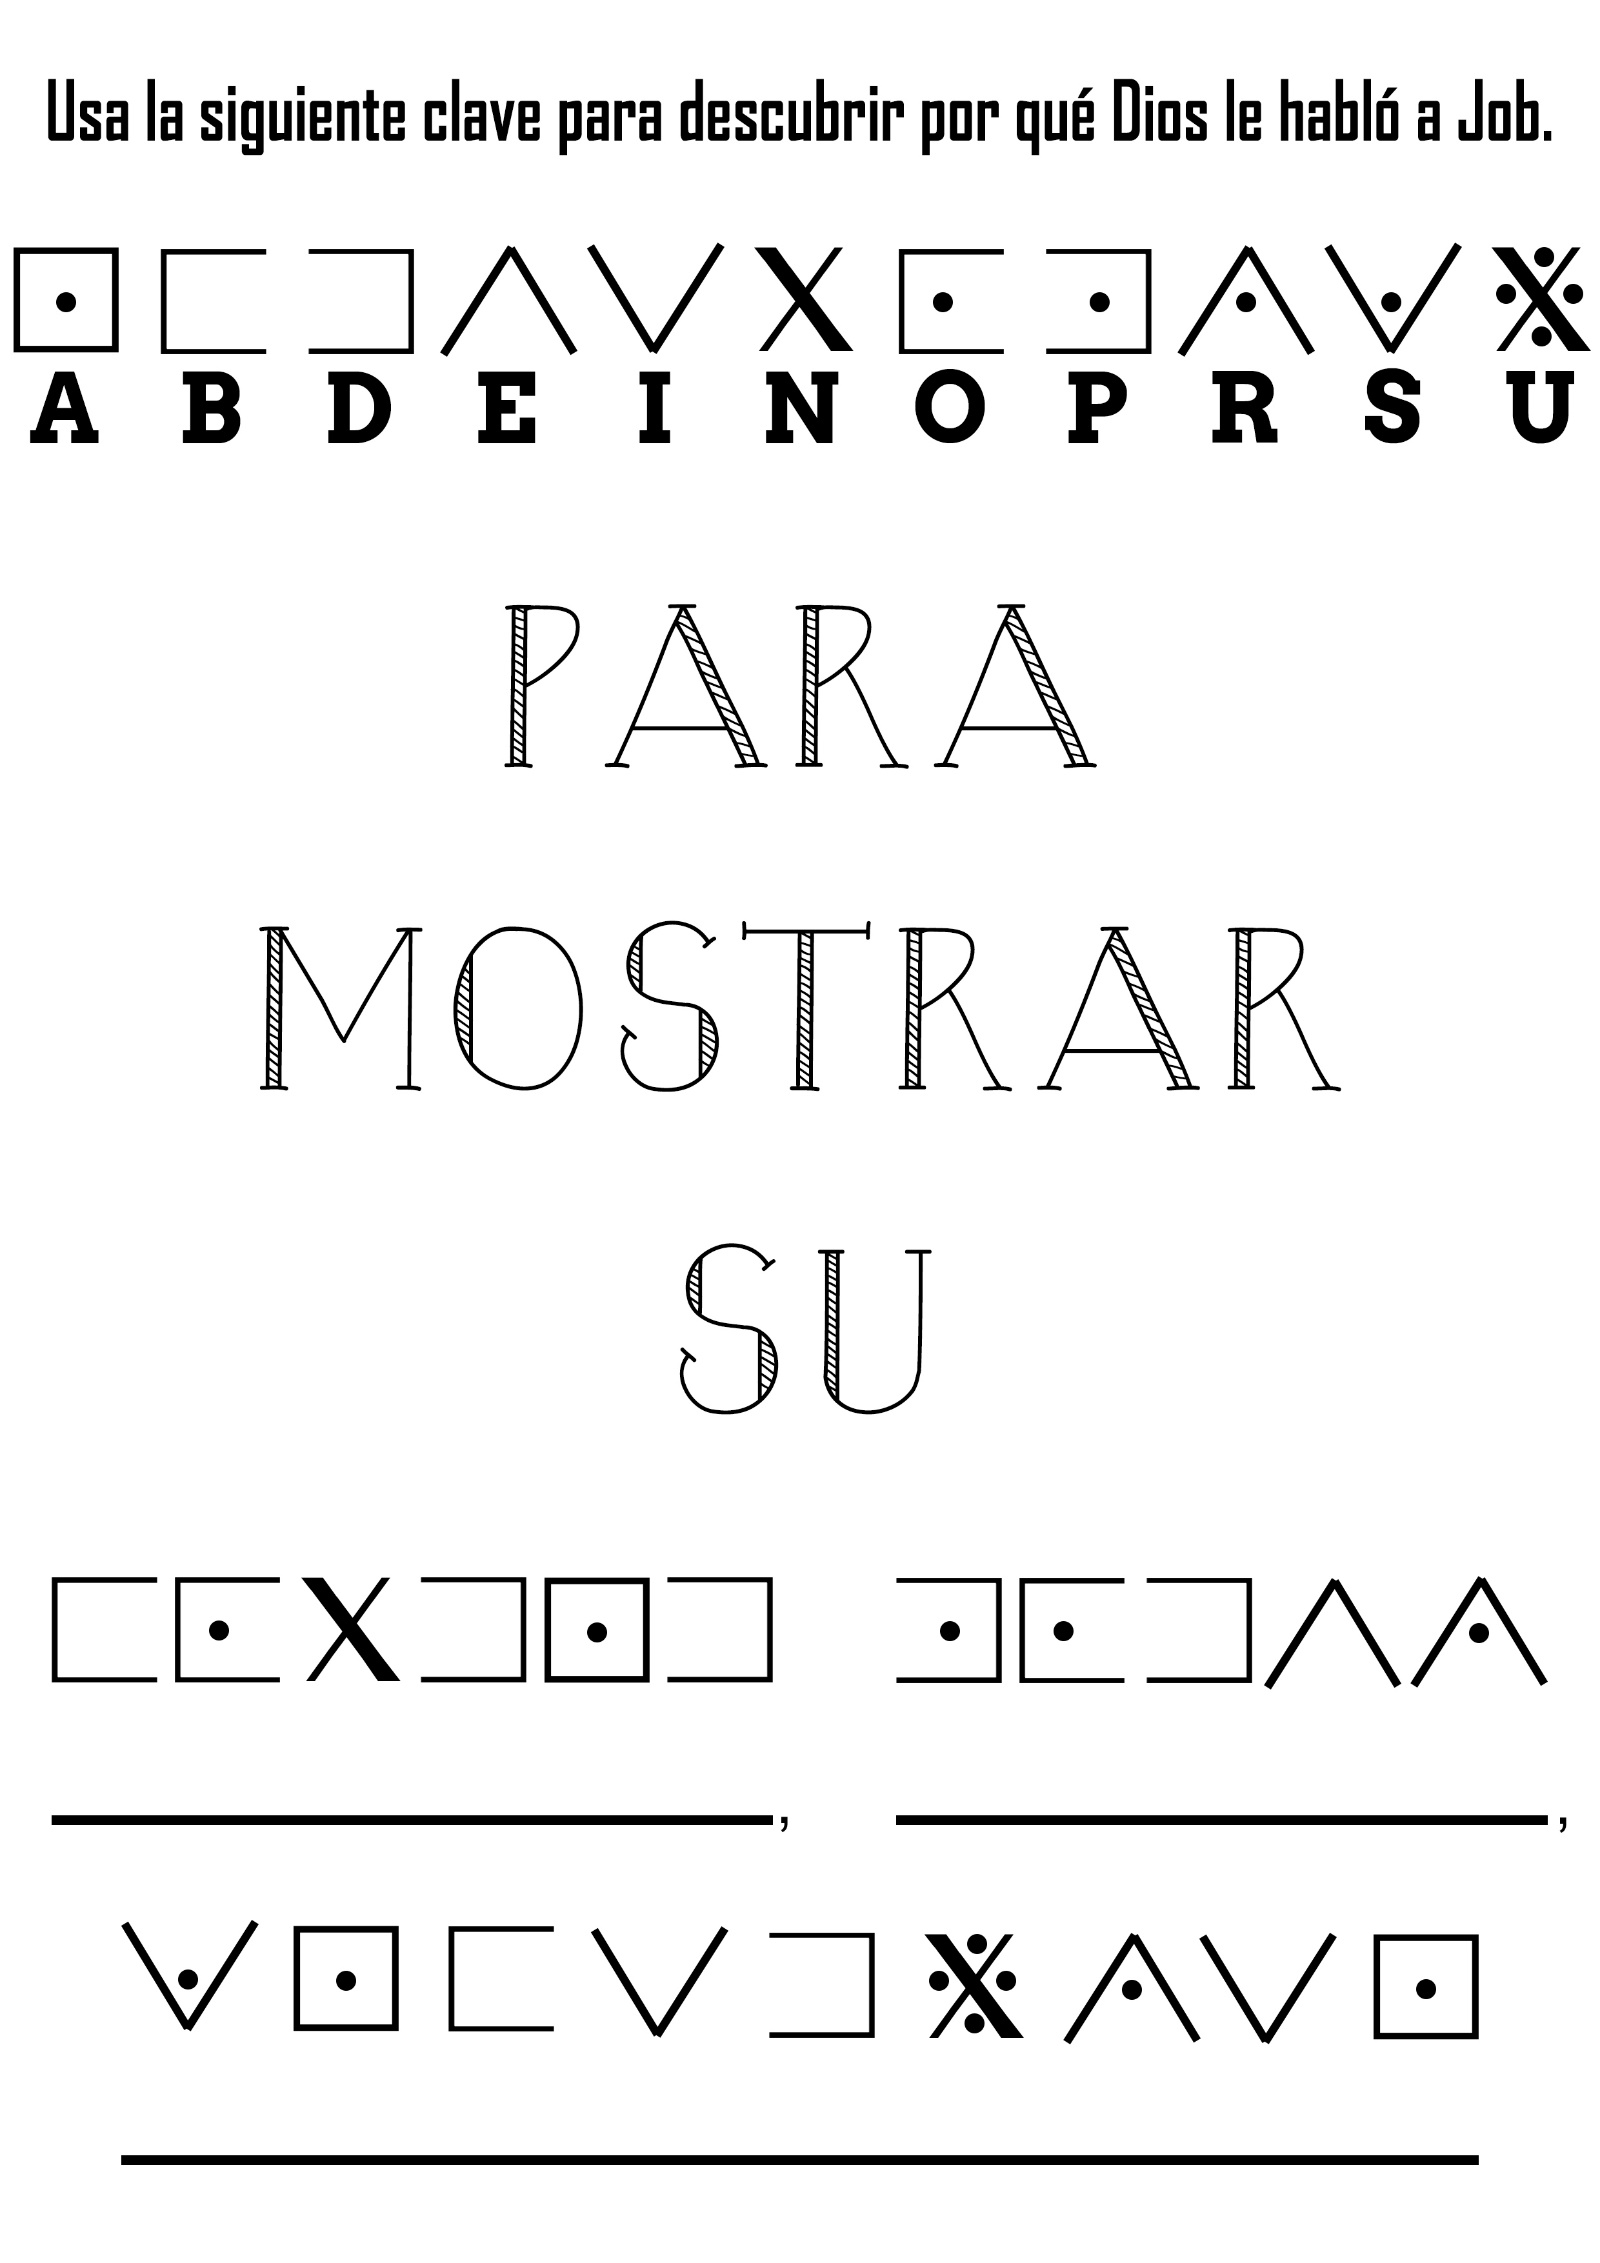 Usa la siguiente clave para descubrir por qué Dios le habló a Job.
A B D E I N O P R S U
PARA
MOSTRAR
SU
, ,